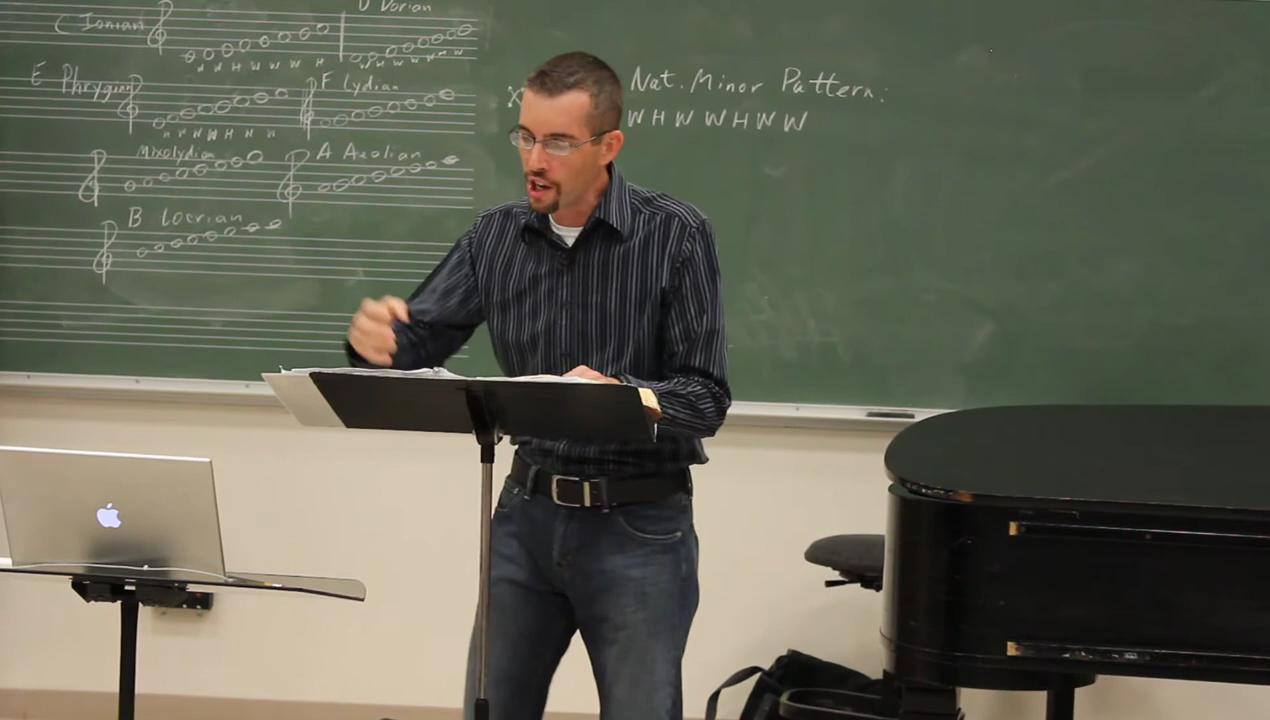 C Ionian
D Dorian
W W H W W W H
E Phrygian
F Lydian
H W W W H W W
Mixolydian
A Aeolian
B Locrian
Nat. Minor Pattern:
W H W W H W W